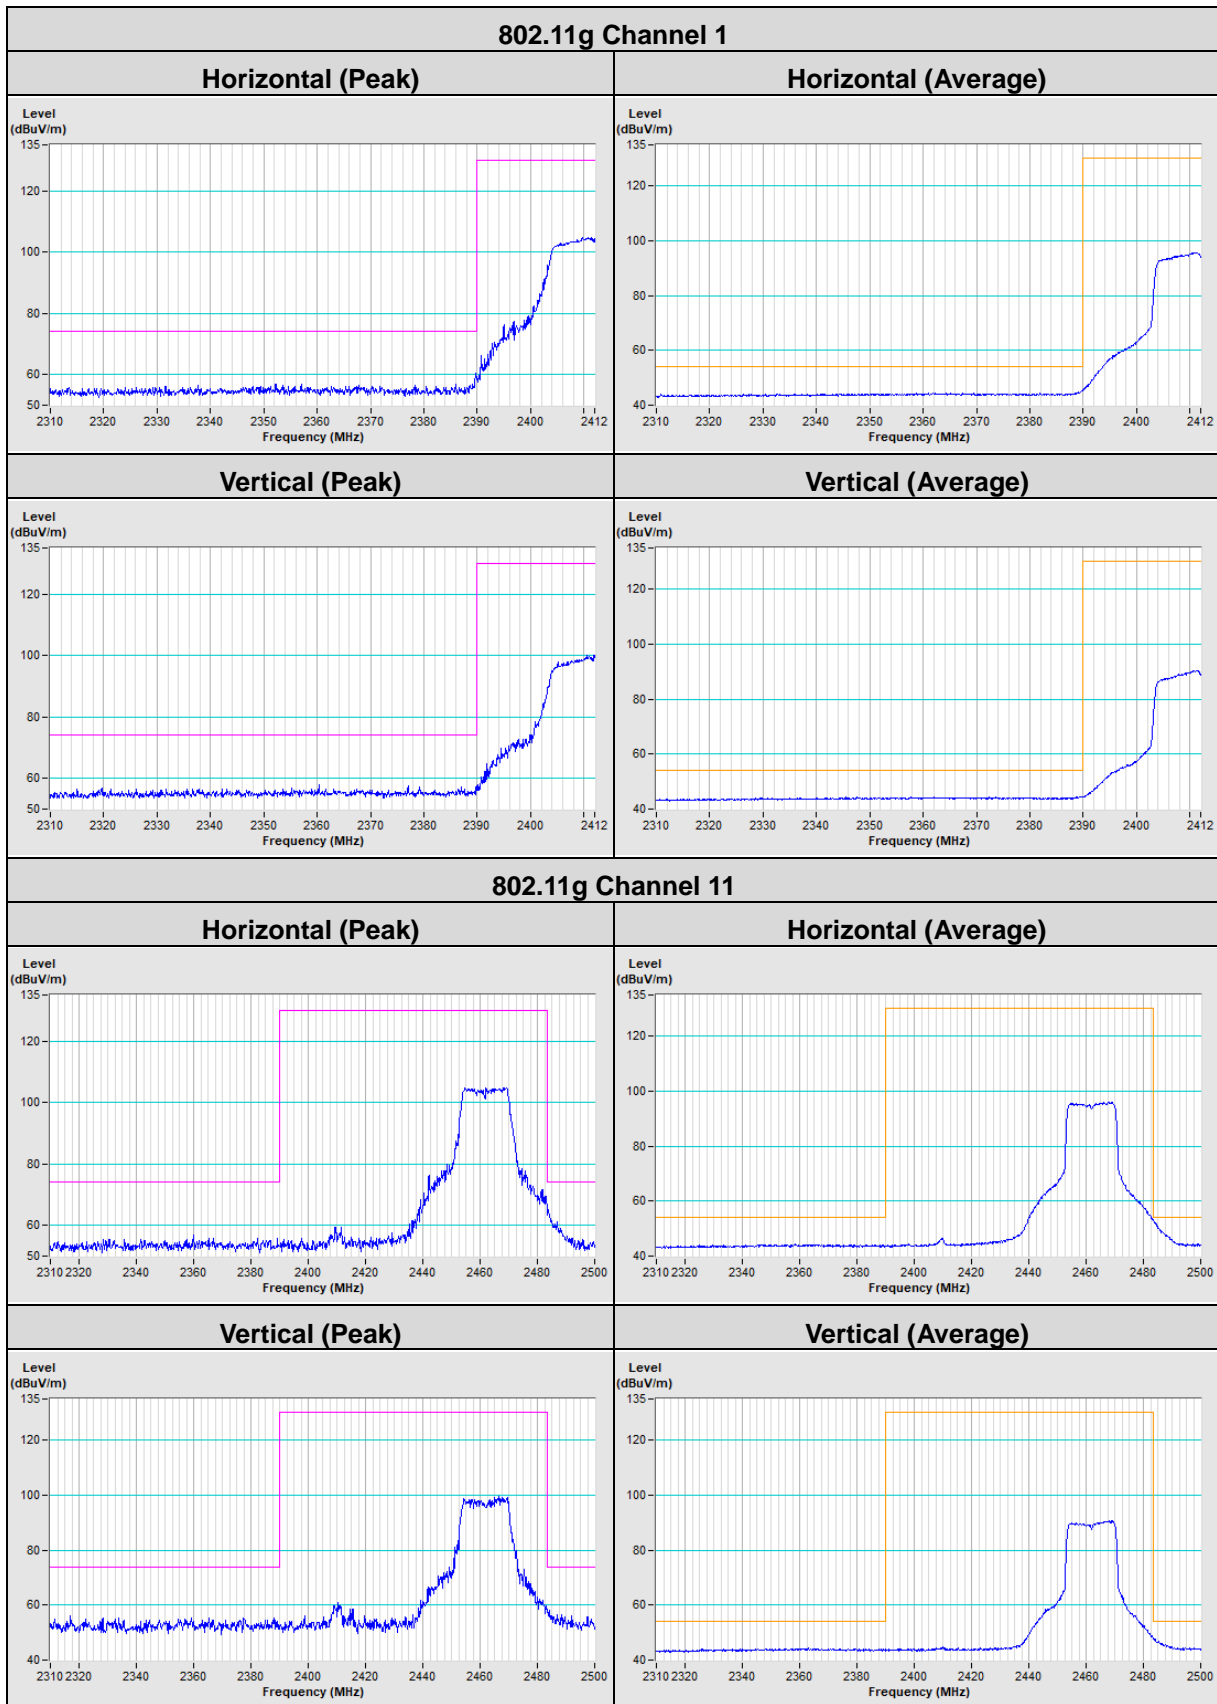 802.11g Channel 1
Horizontal (Peak) Horizontal (Average)
Level
(dBuV/m)
135
120
100
80
60
50
2310 2320 2330 2340 2350 2360 2370 2380 2390 2400 2412
Frequency (MHz)
Level
(dBuV/m)
135
120
100
80
60
40
2310 2320 2330 2340 2350 2360 2370 2380 2390 2400 2412
Frequency (MHz)
Vertical (Peak) Vertical (Average)
Level
(dBuV/m)
135
120
100
80
60
50
2310 2320 2330 2340 2350 2360 2370 2380 2390 2400 2412
Frequency (MHz)
Level
(dBuV/m)
135
120
100
80
60
40
2310 2320 2330 2340 2350 2360 2370 2380 2390 2400 2412
Frequency (MHz)
802.11g Channel 11
Horizontal (Peak) Horizontal (Average)
Level
(dBuV/m)
135
120
100
80
60
50
2310 2320 2340 2360 2380 2400 2420 2440 2460 2480 2500
Frequency (MHz)
Level
(dBuV/m)
135
120
100
80
60
40
2310 2320 2340 2360 2380 2400 2420 2440 2460 2480 2500
Frequency (MHz)
Vertical (Peak) Vertical (Average)
Level
(dBuV/m)
135
120
100
80
60
40
2310 2320 2340 2360 2380 2400 2420 2440 2460 2480 2500
Frequency (MHz)
Level
(dBuV/m)
135
120
100
80
60
40
2310 2320 2340 2360 2380 2400 2420 2440 2460 2480 2500
Frequency (MHz)